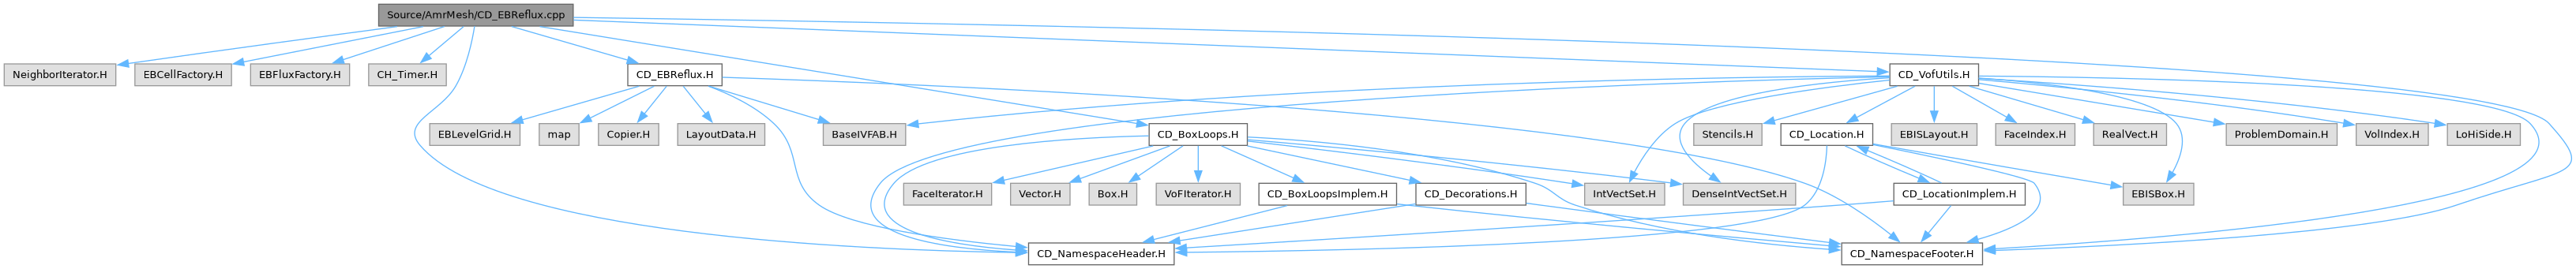 Source/AmrMesh/CD_EBReflux.cpp
NeighborIterator.H
EBCellFactory.H
EBFluxFactory.H
CH_Timer.H
CD_EBReflux.H
CD_VofUtils.H
EBLevelGrid.H
map
Copier.H
LayoutData.H
BaseIVFAB.H
CD_BoxLoops.H
Stencils.H
CD_Location.H
EBISLayout.H
FaceIndex.H
RealVect.H
ProblemDomain.H
VolIndex.H
LoHiSide.H
FaceIterator.H
Vector.H
Box.H
VoFIterator.H
CD_BoxLoopsImplem.H
CD_Decorations.H
IntVectSet.H
DenseIntVectSet.H
CD_LocationImplem.H
EBISBox.H
CD_NamespaceHeader.H
CD_NamespaceFooter.H